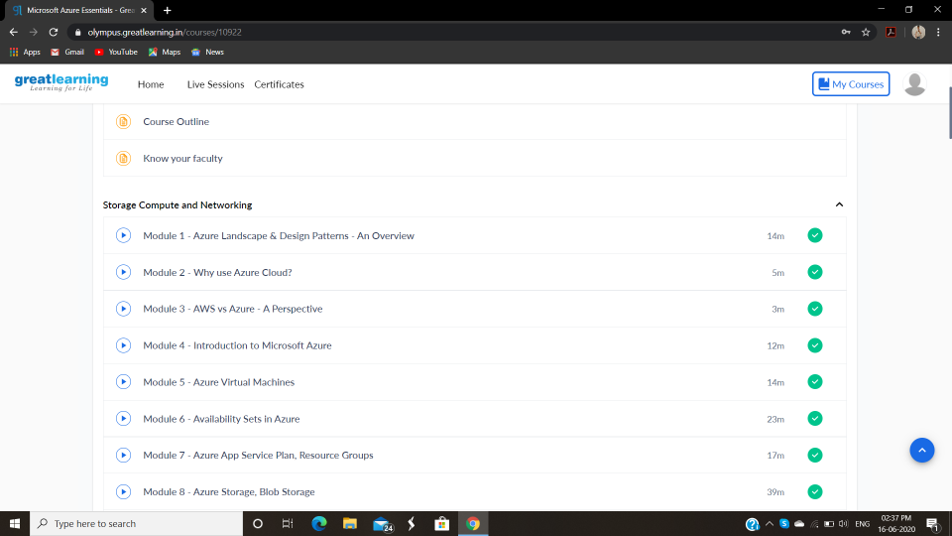 Microsoft Azure Essentials - Grea
olympus.greatlearning.in/courses/10922
Apps Gmail YouTube Maps News
greatlearning
Learning for Life
Home Live Sessions Certificates My Courses
Course Outline
Know your faculty
Storage Compute and Networking
Module 1 - Azure Landscape & Design Patterns - An Overview 14m
Module 2 - Why use Azure Cloud? 5m
Module 3 - AWS vs Azure - A Perspective 3m
Module 4 - Introduction to Microsoft Azure 12m
Module 5 - Azure Virtual Machines 14m
Module 6 - Availability Sets in Azure 23m
Module 7 - Azure App Service Plan, Resource Groups 17m
Module 8 - Azure Storage, Blob Storage 39m
Type here to search
24
ENG
02:37 PM
16-06-2020
1